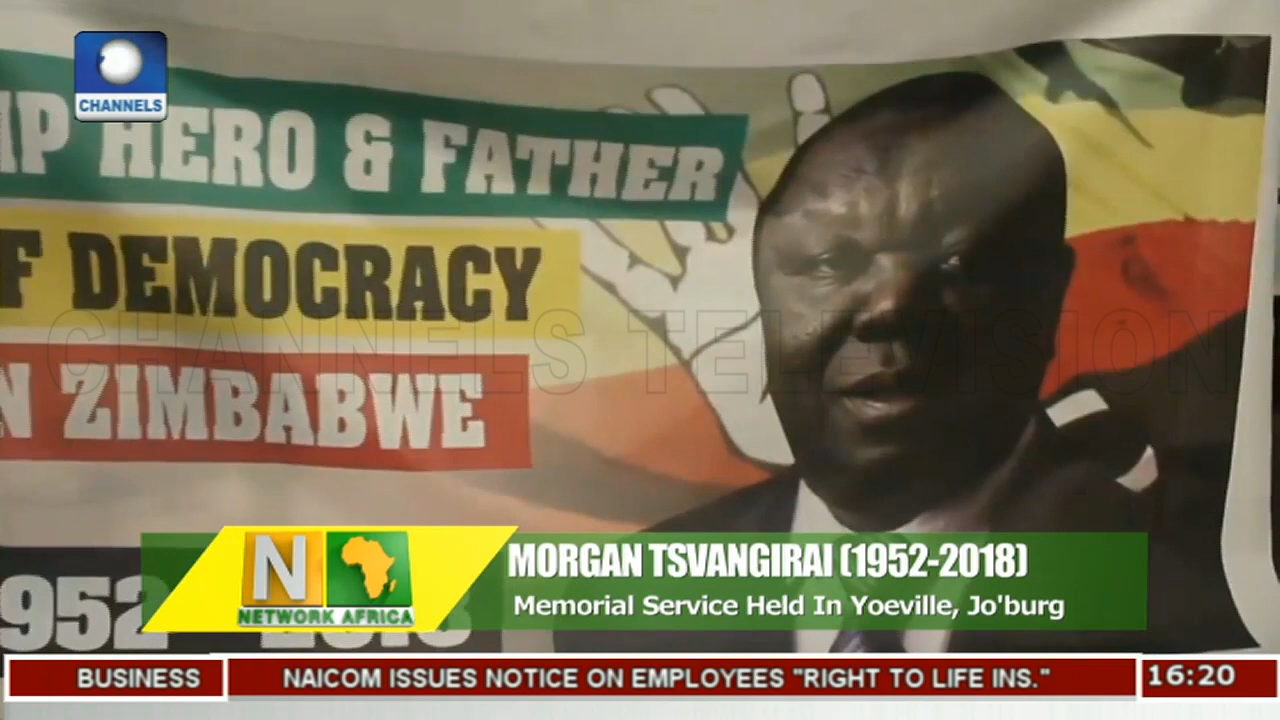 CHANNELS
HERO & FATHER
F DEMOCRACY
N ZIMBABWE
CHANNELS TELEVISION
N
NETWORK AFRICA
MORGAN TSVANGIRAI (1952-2018)
Memorial Service Held In Yoeville, Jo'burg
BUSINESS
NAICOM ISSUES NOTICE ON EMPLOYEES "RIGHT TO LIFE INS."
16:20